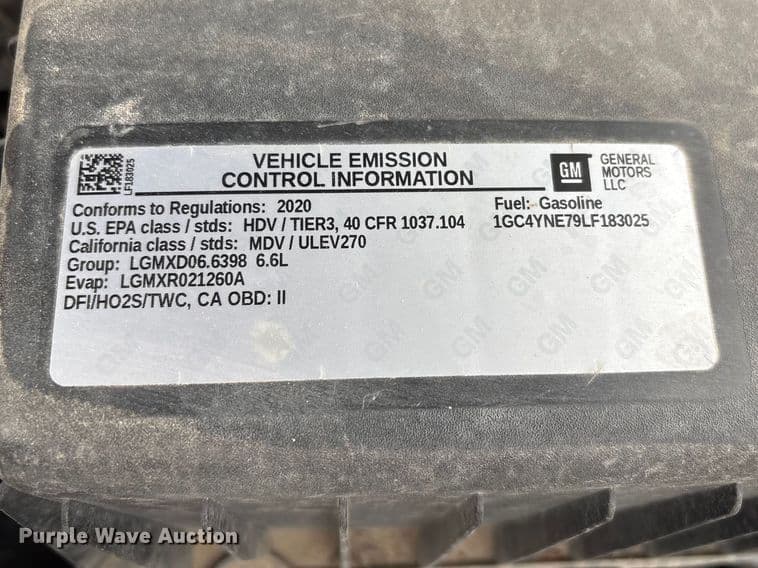 LF183025
VEHICLE EMISSION
CONTROL INFORMATION
GM
GENERAL
MOTORS
LLC
Conforms to Regulations: 2020
Fuel: Gasoline
U.S. EPA class / stds: HDV / TIER3, 40 CFR 1037.104
1GC4YNE79LF183025
California class / stds: MDV / ULEV270
Group: LGMXD06.6398 6.6L
Evap: LGMXR021260A
DFI/HO2S/TWC, CA OBD: II
Purple Wave Auction